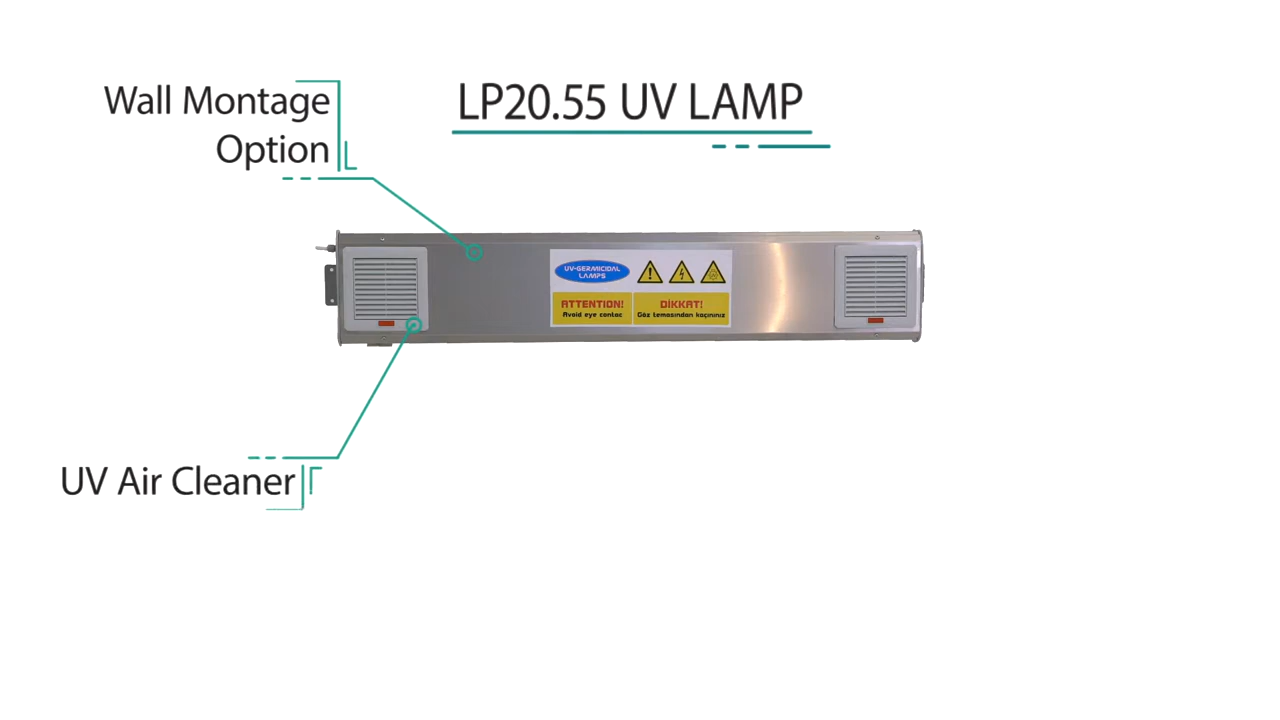 Wall Montage
Option
LP20.55 UV LAMP
UV-GERMICIDAL
LAMPS
ATTENTION!
Avoid eye contac
DİKKAT!
Göz temasından kaçınınız
UV Air Cleaner